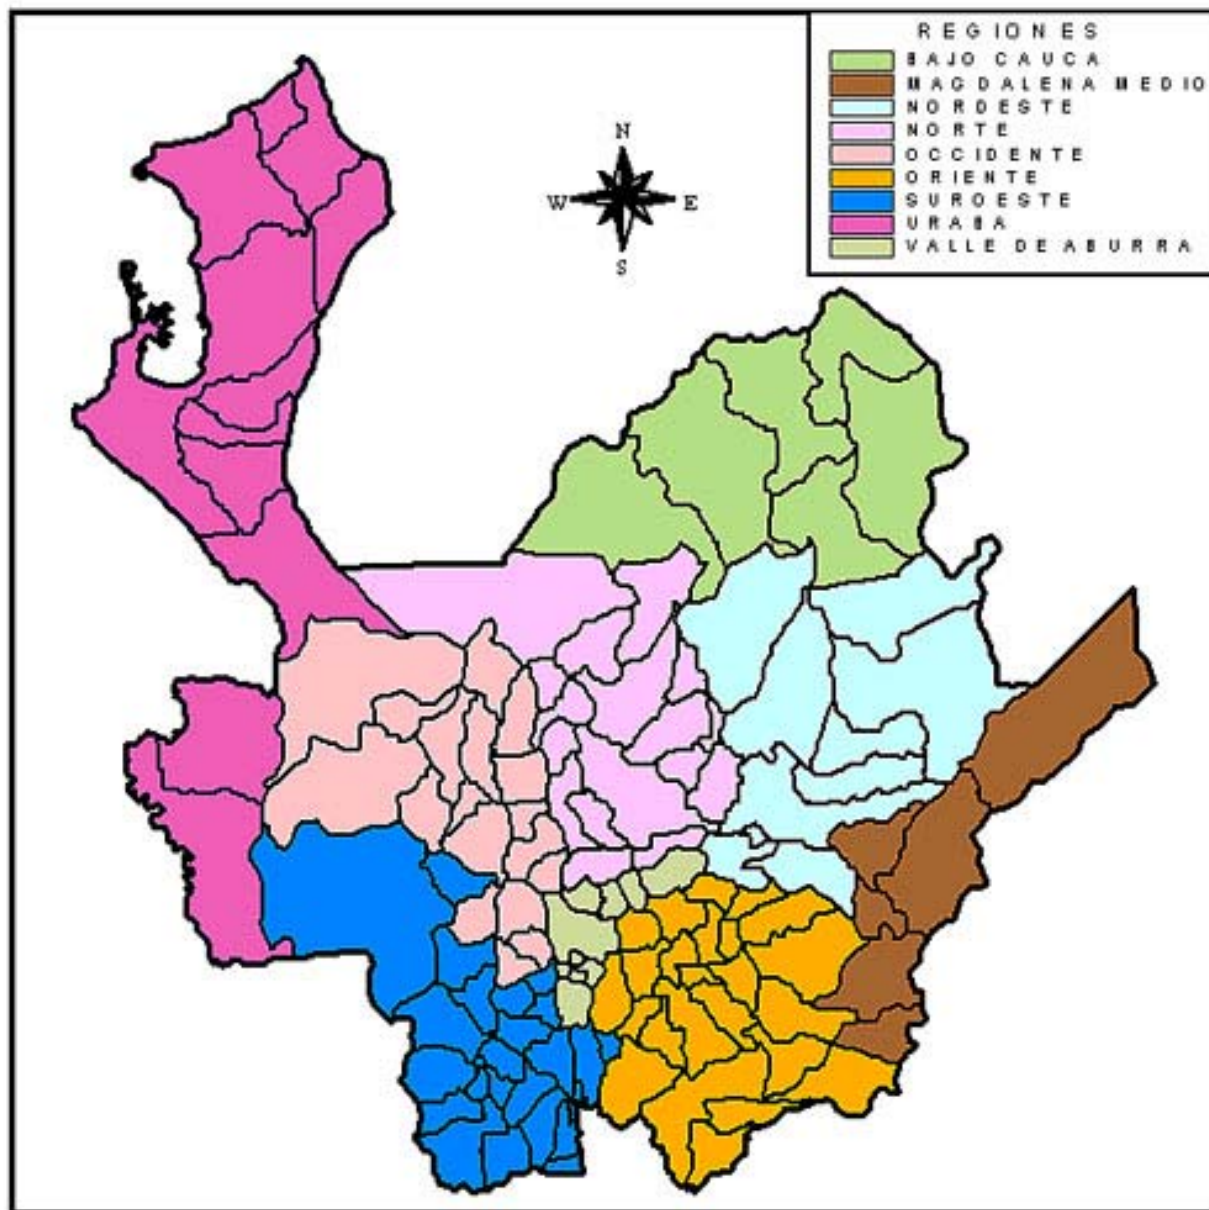 REGIONES
BAJO CAUCA
MAGDALENA MEDIO
NORDESTE
NORTE
OCCIDENTE
ORIENTE
SUROESTE
URABA
VALLE DE ABURRA
N
W E
S